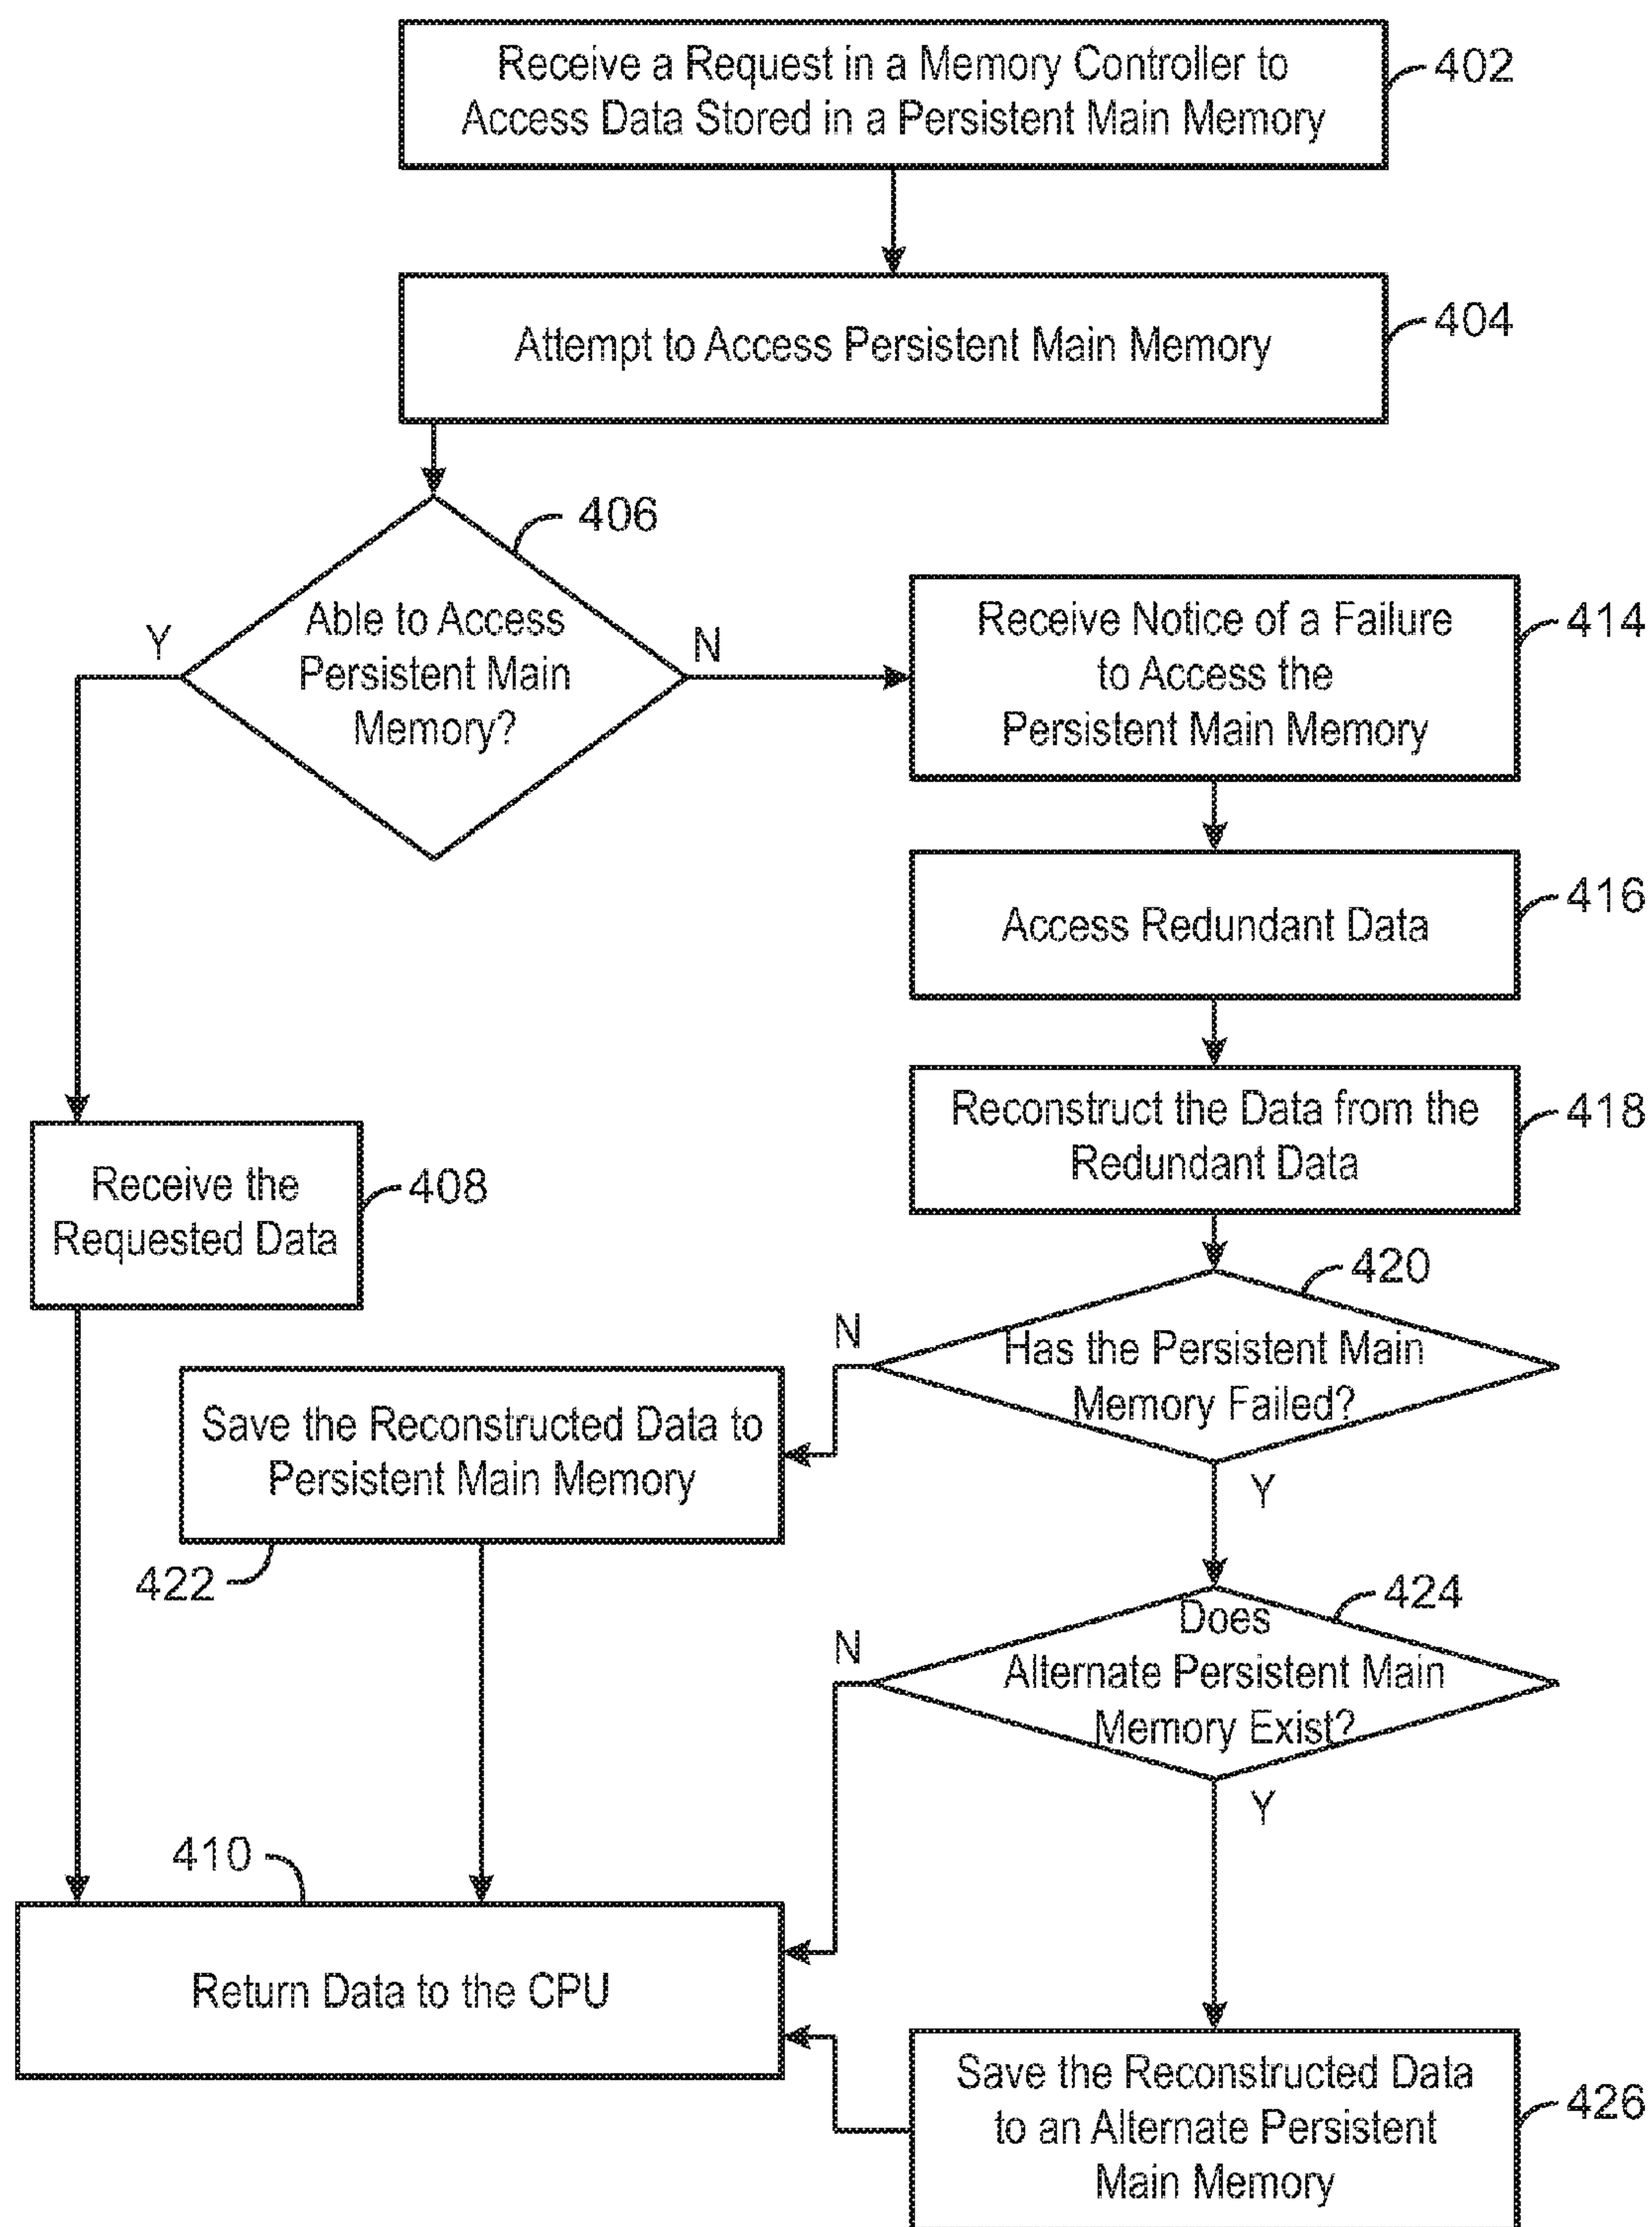 Receive a Request in a Memory Controller to
Access Data Stored in a Persistent Main Memory
402
Attempt to Access Persistent Main Memory
404
406
Able to Access
Persistent Main
Memory?
Y
N
Receive Notice of a Failure
to Access the
Persistent Main Memory
414
Access Redundant Data
416
Reconstruct the Data from the
Redundant Data
418
Receive the
Requested Data
408
420
Has the Persistent Main
Memory Failed?
N
Y
Save the Reconstructed Data to
Persistent Main Memory
422
424
Does
Alternate Persistent Main
Memory Exist?
N
Y
410
Return Data to the CPU
Save the Reconstructed Data
to an Alternate Persistent
Main Memory
426